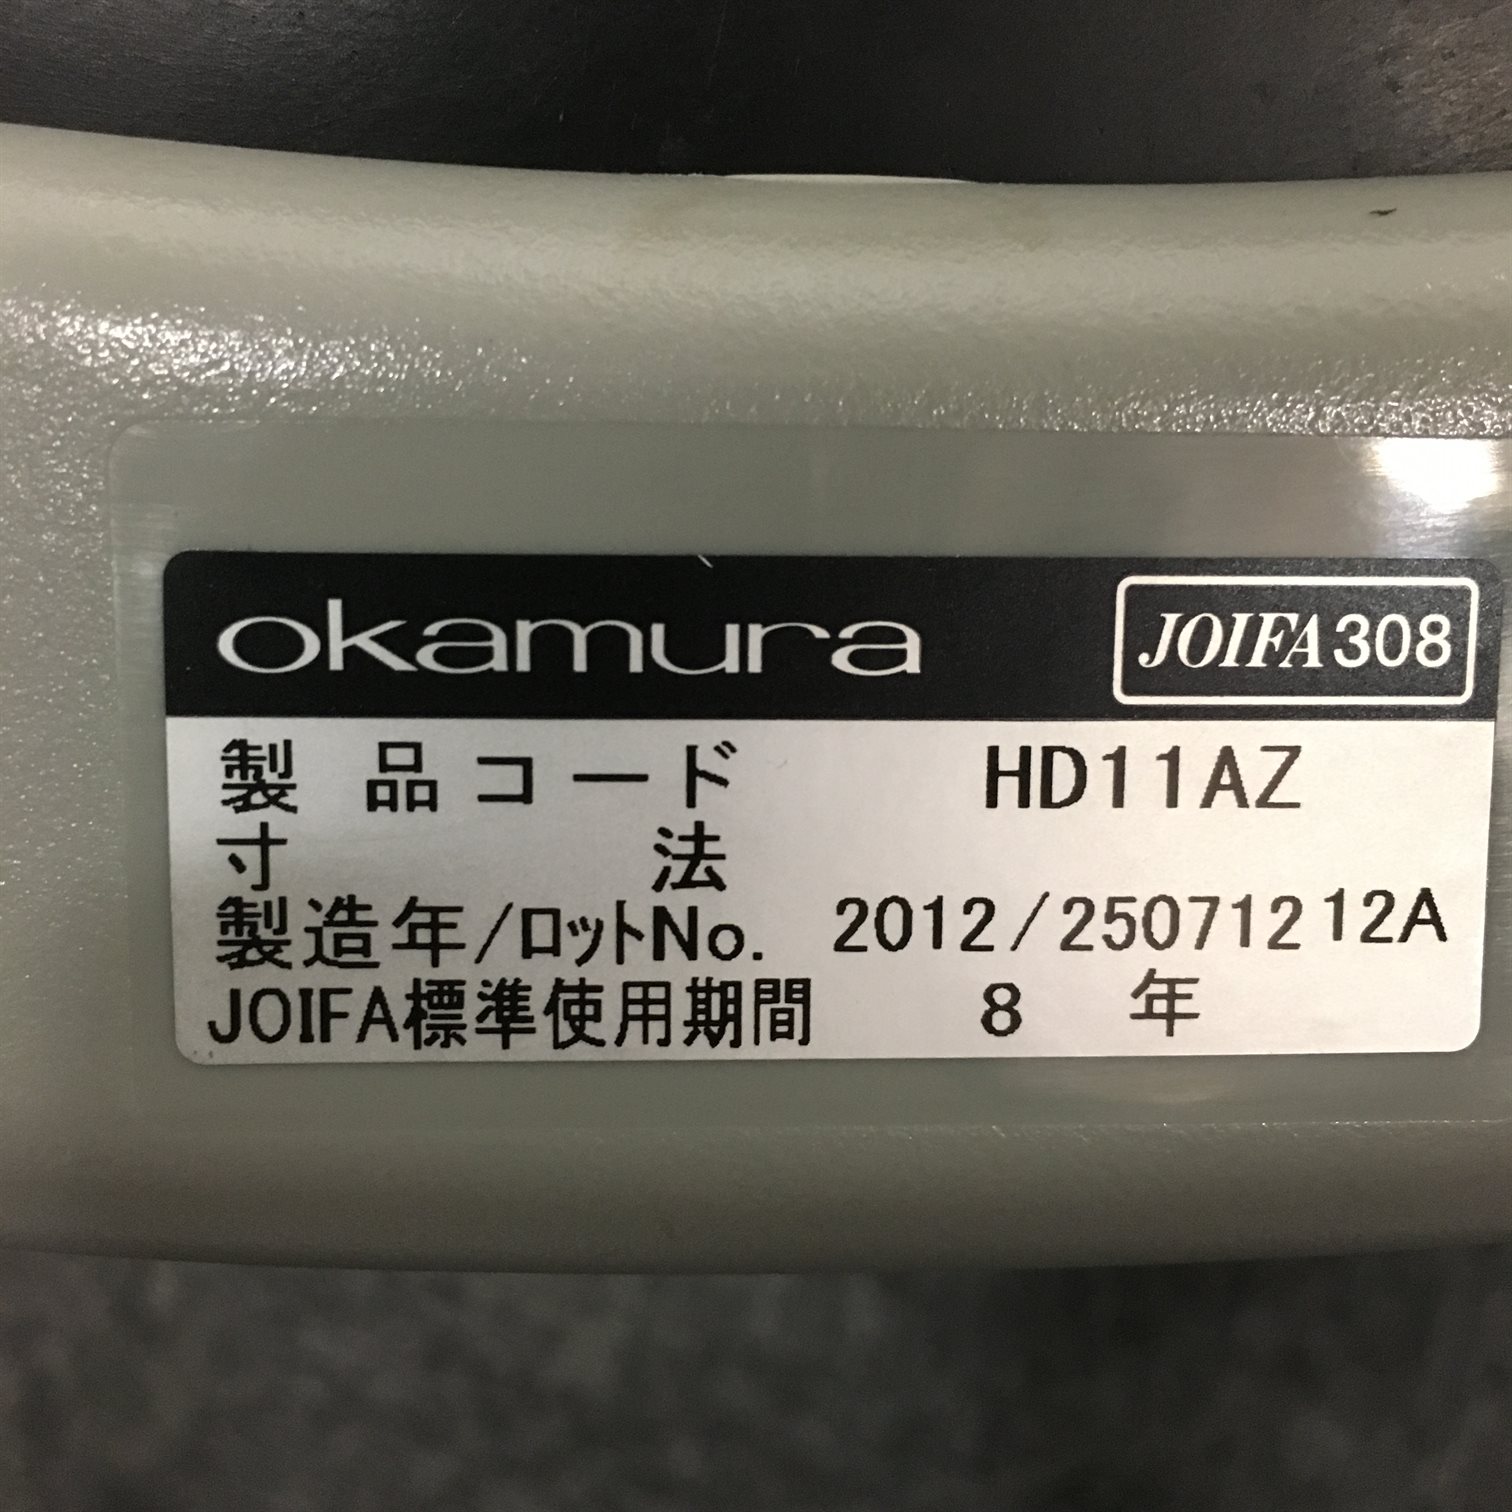 okamura JOIFA308
製品コード HD11AZ
寸法
製造年/ロットNo. 2012/25071212A
JOIFA標準使用期間 8 年